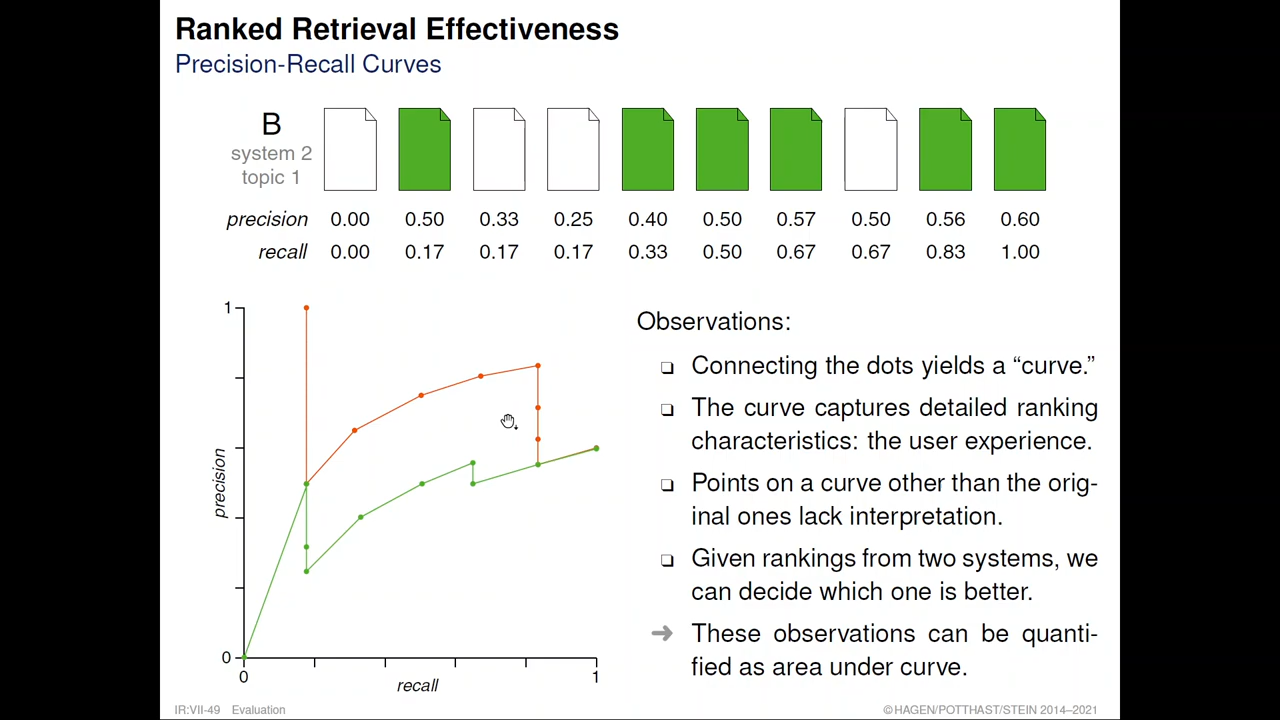 Ranked Retrieval Effectiveness
Precision-Recall Curves
B
system 2
topic 1
precision 0.00 0.50 0.33 0.25 0.40 0.50 0.57 0.50 0.56 0.60
recall 0.00 0.17 0.17 0.17 0.33 0.50 0.67 0.67 0.83 1.00
1
precision
0
0
recall
1
Observations:
❏ Connecting the dots yields a “curve.”
❏ The curve captures detailed ranking
characteristics: the user experience.
❏ Points on a curve other than the orig-
inal ones lack interpretation.
❏ Given rankings from two systems, we
can decide which one is better.
➜ These observations can be quanti-
fied as area under curve.
IR:VII-49 Evaluation
©HAGEN/POTTHAST/STEIN 2014–2021